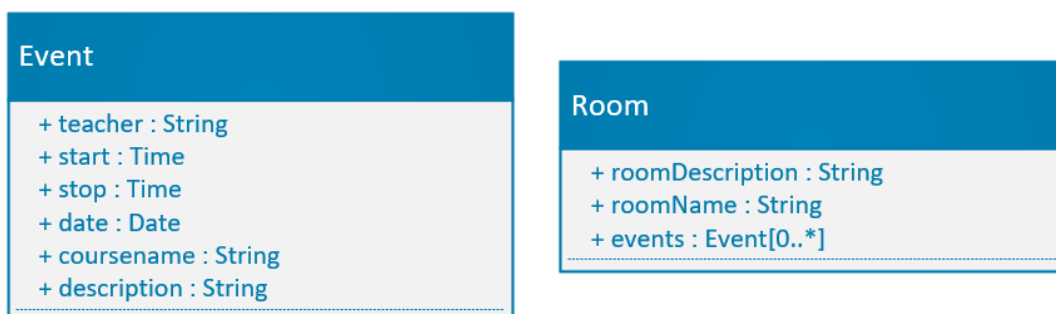 Event
+ teacher : String
+ start : Time
+ stop : Time
+ date : Date
+ coursename : String
+ description : String
Room
+ roomDescription : String
+ roomName : String
+ events : Event[0..*]